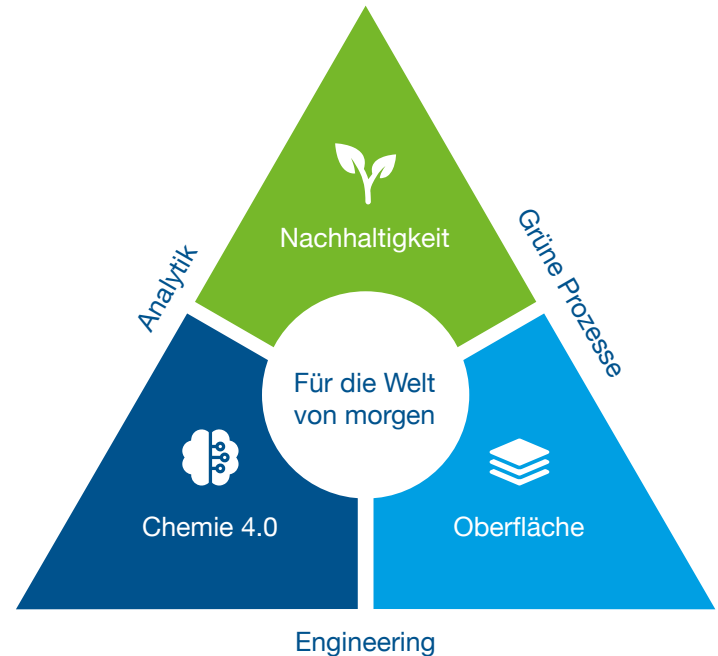 Nachhaltigkeit
Analytik
Grüne Prozesse
Für die Welt
von morgen
Chemie 4.0
Oberfläche
Engineering